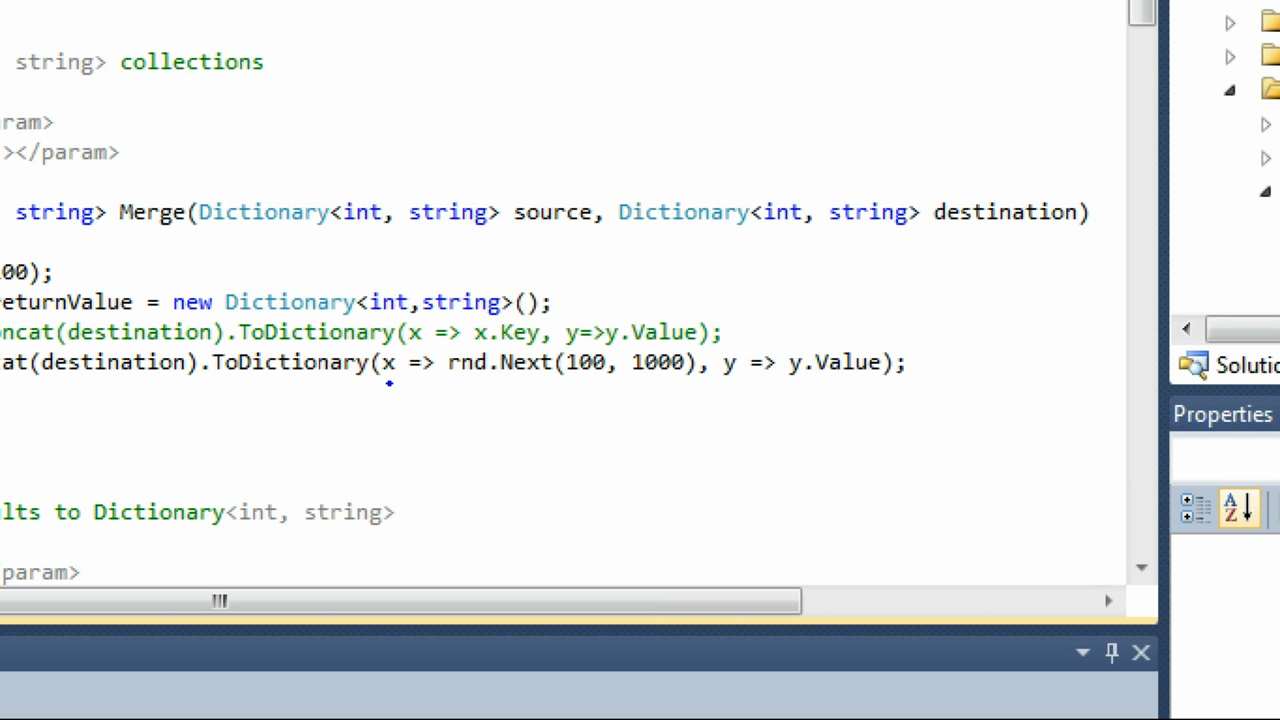 string> collections
ram>
></param>
string> Merge(Dictionary<int, string> source, Dictionary<int, string> destination)
00);
eturnValue = new Dictionary<int,string>();
ncat(destination).ToDictionary(x => x.Key, y=>y.Value);
cat(destination).ToDictionary(x => rnd.Next(100, 1000), y => y.Value);
Solutio
Properties
lts to Dictionary<int, string>
param>